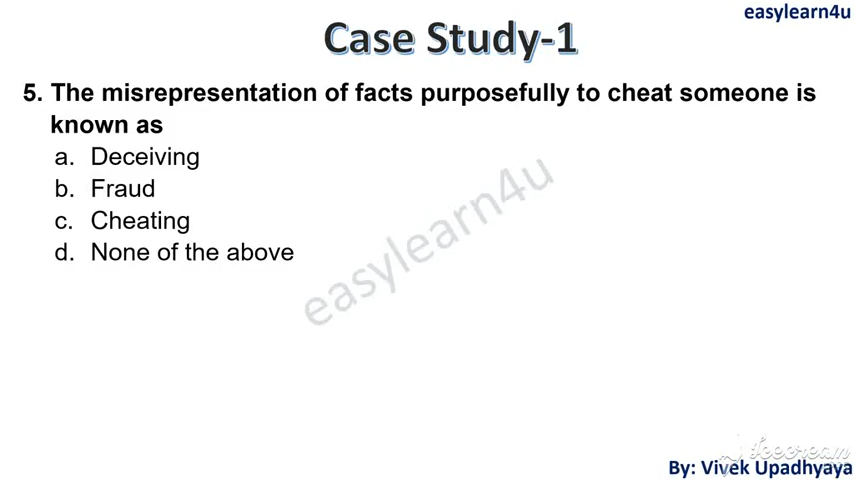 easylearn4u
Case Study-1
5. The misrepresentation of facts purposefully to cheat someone is
known as
a. Deceiving
b. Fraud
c. Cheating
d. None of the above
easylearn4u
By: Vivek Upadhyaya